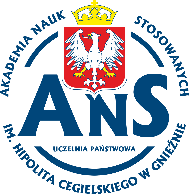 AKADEMIA NAUK STOSOWANYCH
ANS
UCZELNIA PAŃSTWOWA
IM. HIPOLITA CEGIELSKIEGO W GNIEŹNIE